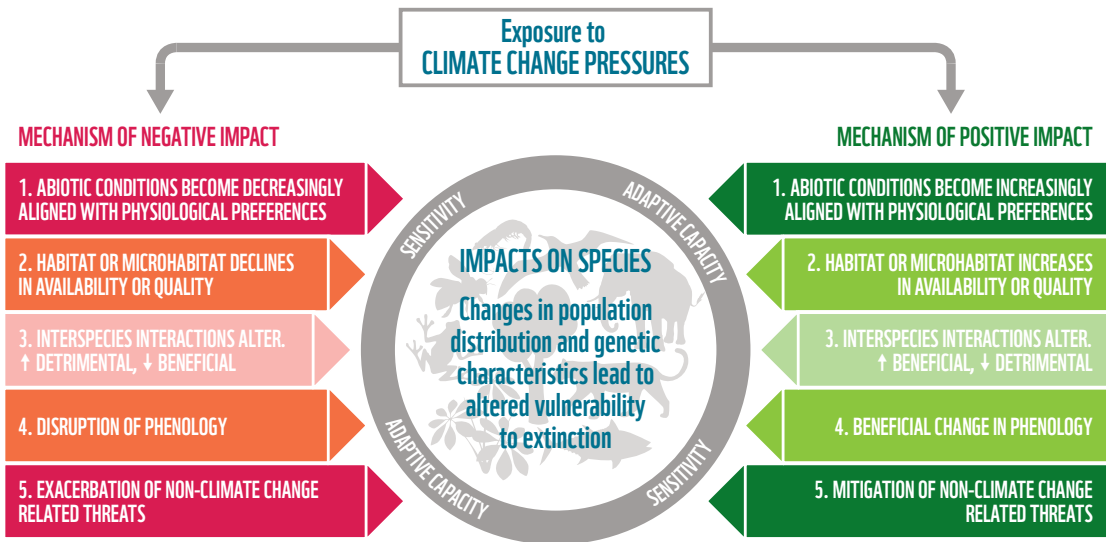 Exposure to
CLIMATE CHANGE PRESSURES
MECHANISM OF NEGATIVE IMPACT
1. ABIOTIC CONDITIONS BECOME DECREASINGLY
ALIGNED WITH PHYSIOLOGICAL PREFERENCES
2. HABITAT OR MICROHABITAT DECLINES
IN AVAILABILITY OR QUALITY
3. INTERSPECIES INTERACTIONS ALTER.
↑ DETRIMENTAL, ↓ BENEFICIAL
4. DISRUPTION OF PHENOLOGY
5. EXACERBATION OF NON-CLIMATE CHANGE
RELATED THREATS
SENSITIVITY
ADAPTIVE CAPACITY
IMPACTS ON SPECIES
Changes in population
distribution and genetic
characteristics lead to
altered vulnerability
to extinction
ADAPTIVE CAPACITY
SENSITIVITY
MECHANISM OF POSITIVE IMPACT
1. ABIOTIC CONDITIONS BECOME INCREASINGLY
ALIGNED WITH PHYSIOLOGICAL PREFERENCES
2. HABITAT OR MICROHABITAT INCREASES
IN AVAILABILITY OR QUALITY
3. INTERSPECIES INTERACTIONS ALTER.
↑ BENEFICIAL, ↓ DETRIMENTAL
4. BENEFICIAL CHANGE IN PHENOLOGY
5. MITIGATION OF NON-CLIMATE CHANGE
RELATED THREATS